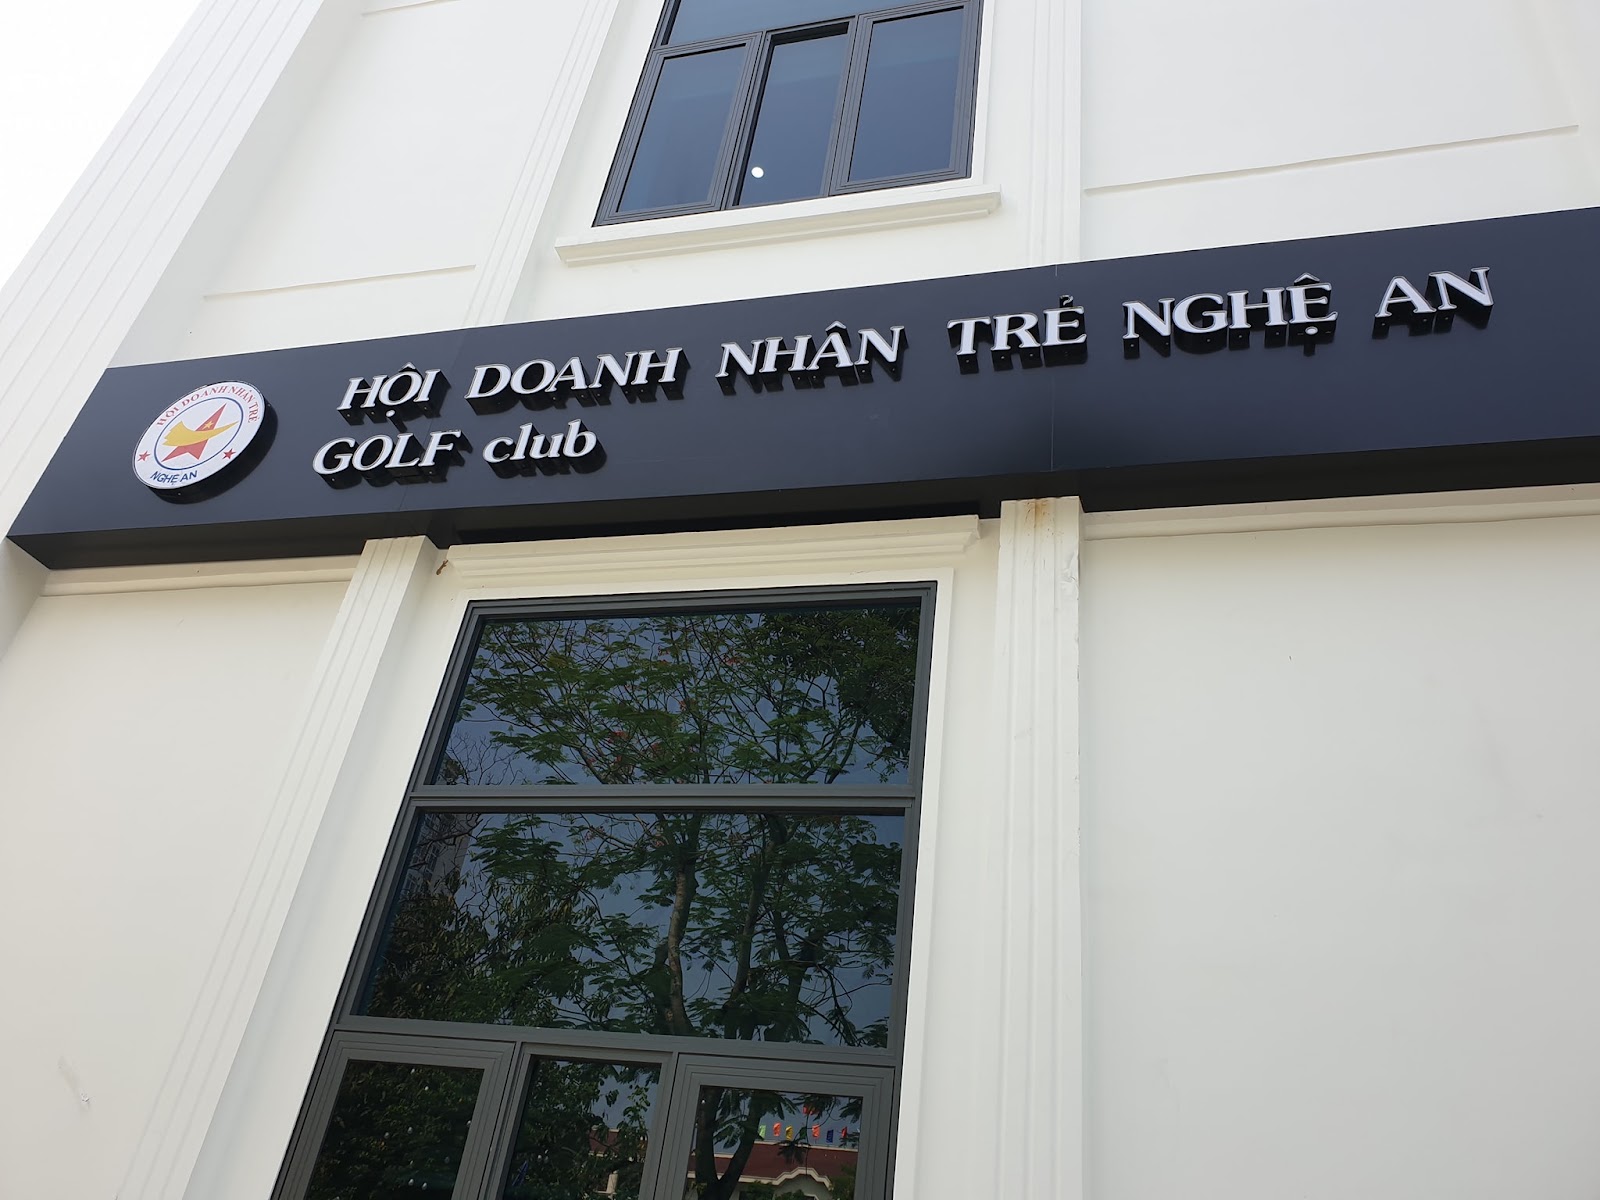 HỘI DOANH NHÂN TRẺ
NGHỆ AN
HỘI DOANH NHÂN TRẺ NGHỆ AN
GOLF club